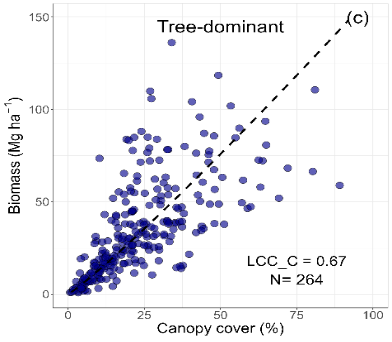 (c)
Tree-dominant
150
100
50
0
Biomass (Mg ha⁻¹)
LCC_C = 0.67
N= 264
0 25 50 75 100
Canopy cover (%)